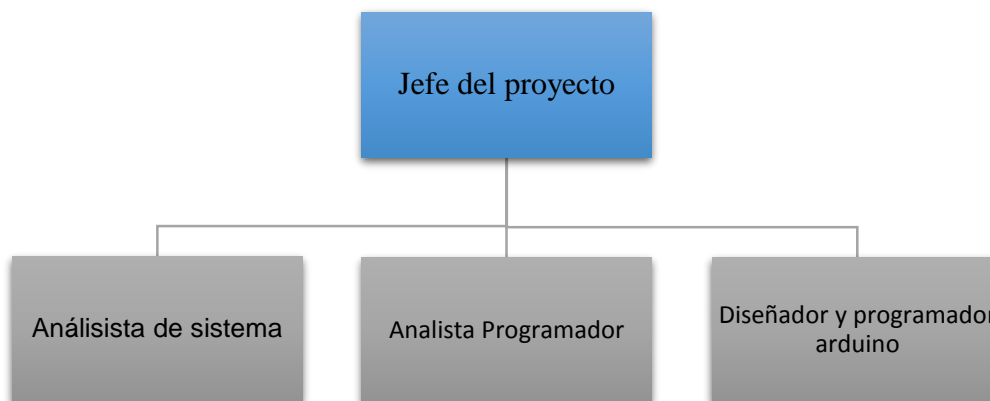 Jefe del proyecto
Análisista de sistema
Analista Programador
Diseñador y programador
arduino